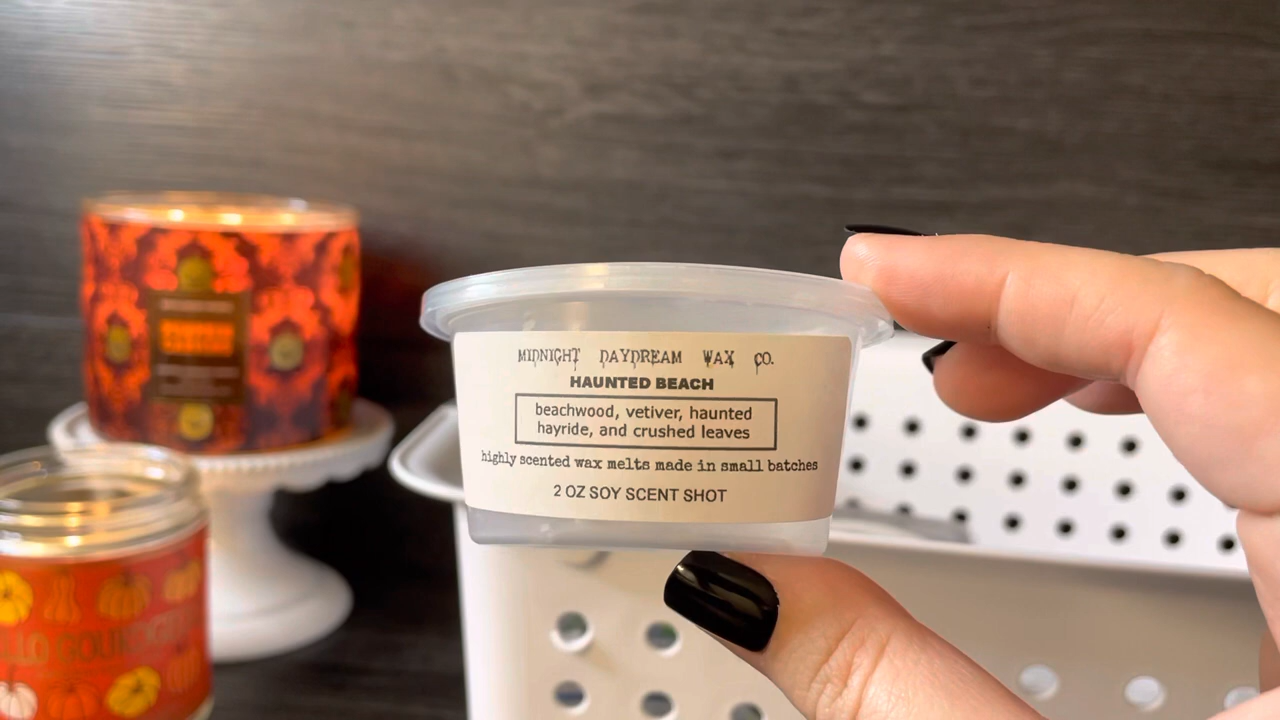 MIDNIGHT DAYDREAM WAX CO.
HAUNTED BEACH
beachwood, vetiver, haunted
hayride, and crushed leaves
highly scented wax melts made in small batches
2 OZ SOY SCENT SHOT